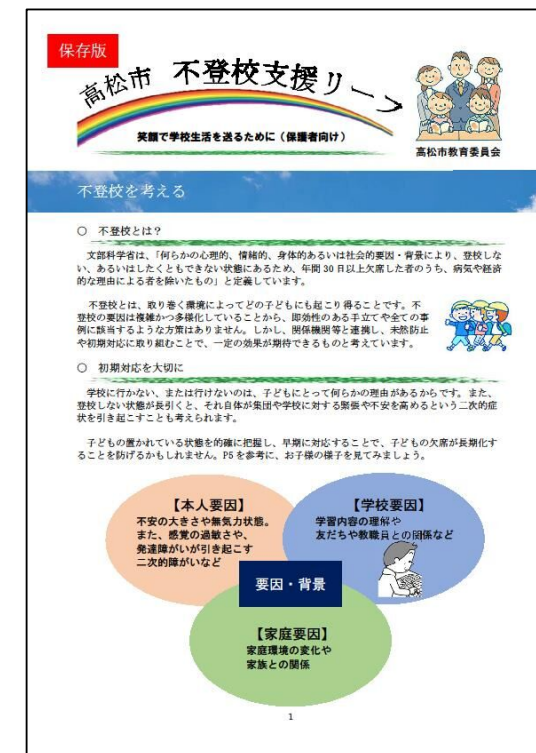 保存版
高松市 不登校支援リーフ
笑顔で学校生活を送るために（保護者向け）
高松市教育委員会
不登校を考える
○ 不登校とは？
文部科学省は、「何らかの心理的、情緒的、身体的あるいは社会的要因・背景により、登校しな
い、あるいはしたくともできない状態にあるため、年間 30 日以上欠席した者のうち、病気や経済
的な理由による者を除いたもの」と定義しています。
不登校とは、取り巻く環境によってどの子どもにも起こり得ることです。不
登校の要因は複雑かつ多様化していることから、即効性のある手立てや全ての事
例に該当するような方策はありません。しかし、関係機関等と連携し、未然防止
や初期対応に取り組むことで、一定の効果が期待できるものと考えています。
○ 初期対応を大切に
学校に行かない、または行けないのは、子どもにとって何らかの理由があるからです。また、
登校しない状態が長引くと、それ自体が集団や学校に対する緊張や不安を高めるという二次的症
状を引き起こすことも考えられます。
子どもの置かれている状態を的確に把握し、早期に対応することで、子どもの欠席が長期化す
ることを防げるかもしれません。P5 を参考に、お子様の様子を見てみましょう。
【本人要因】
不安の大きさや無気力状態。
また、感覚の過敏さや、
発達障がいが引き起こす
二次的障がいなど
【学校要因】
学習内容の理解や
友だちや教職員との関係など
要因・背景
【家庭要因】
家庭環境の変化や
家族との関係
1